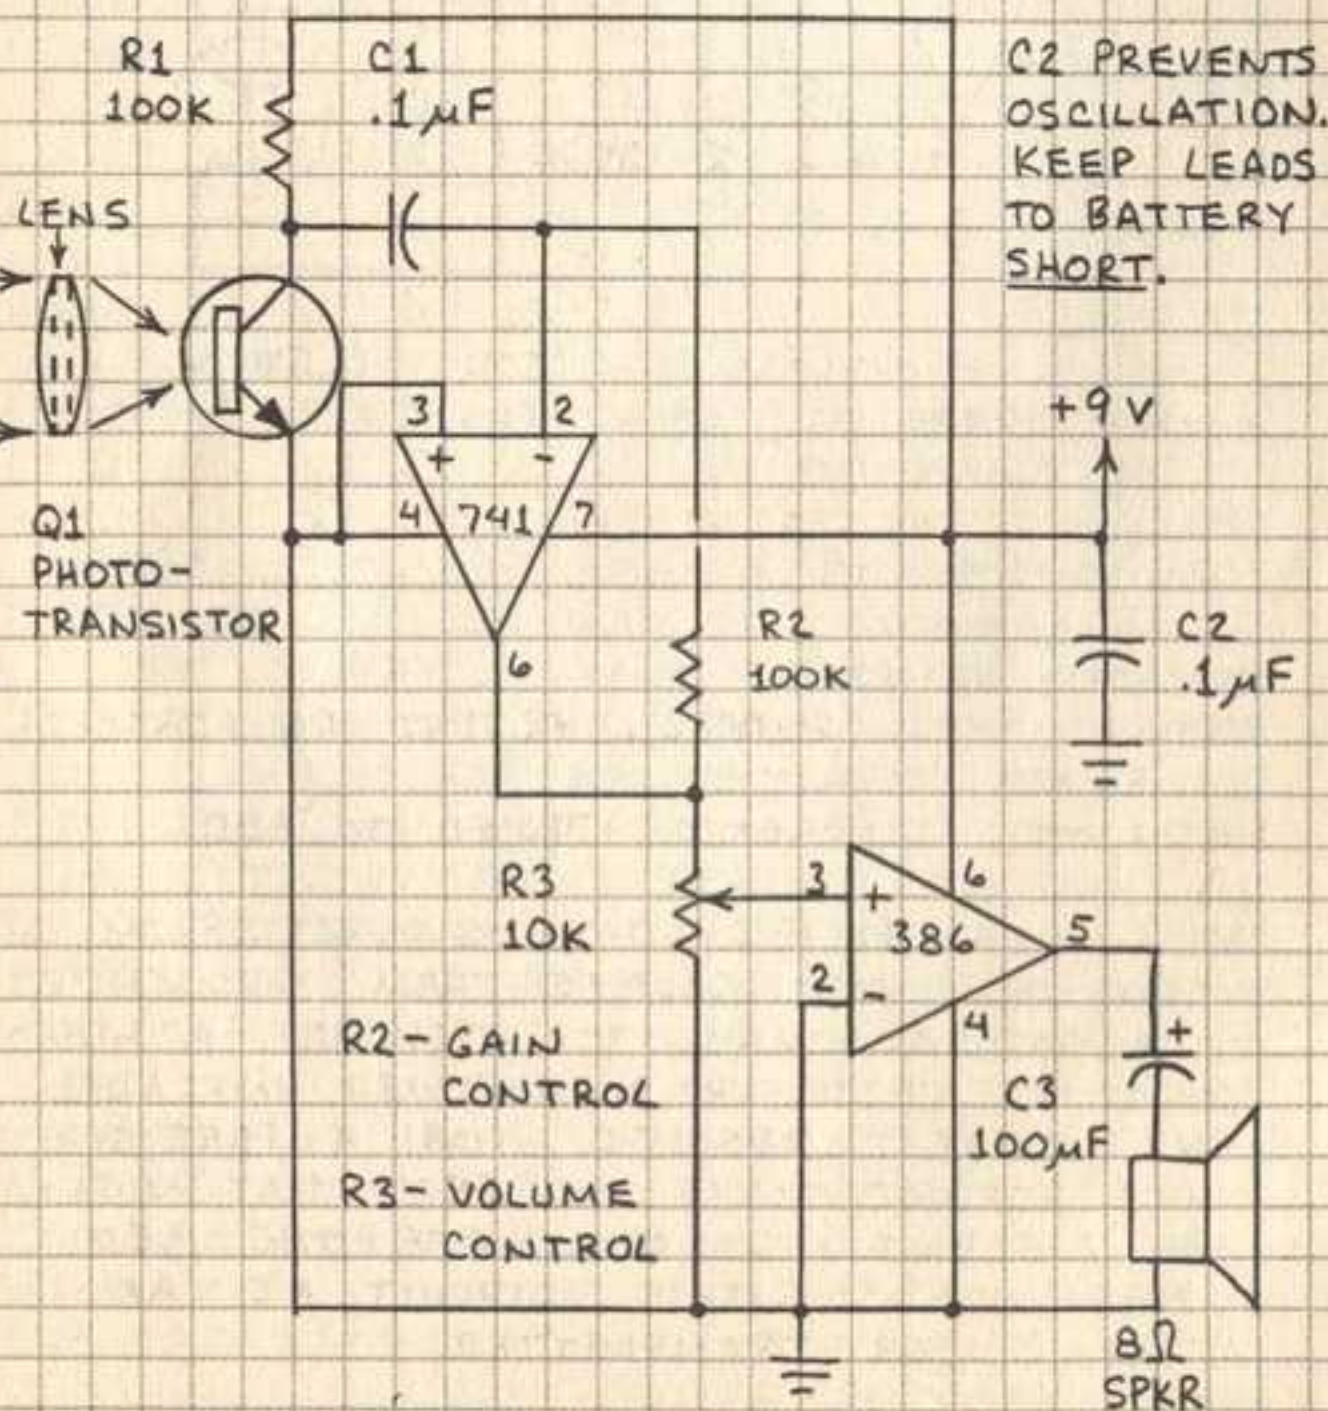 R1
100K
C1
.1μF
C2 PREVENTS
OSCILLATION.
KEEP LEADS
TO BATTERY
SHORT.
LENS
+9V
3
2
+
-
4
741
7
6
Q1
PHOTO-
TRANSISTOR
R2
100K
C2
.1μF
R3
10K
3
+
6
386
5
2
-
4
+
R2 - GAIN
CONTROL
C3
100μF
R3 - VOLUME
CONTROL
8Ω
SPKR